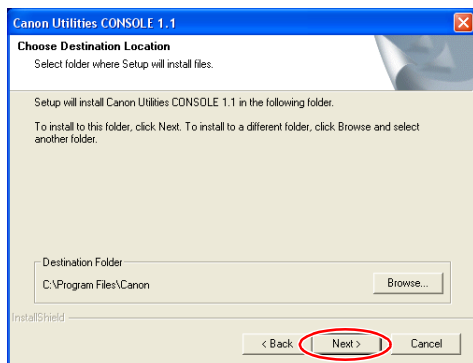 Canon Utilities CONSOLE 1.1
Choose Destination Location
Select folder where Setup will install files.
Setup will install Canon Utilities CONSOLE 1.1 in the following folder.
To install to this folder, click Next. To install to a different folder, click Browse and select
another folder.
Destination Folder
C:\Program Files\Canon
Browse...
InstallShield
< Back
Next >
Cancel